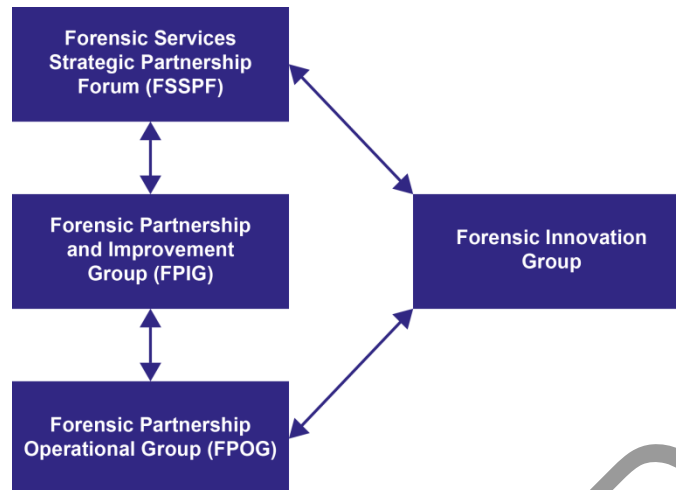 Forensic Services
Strategic Partnership
Forum (FSSPF)
Forensic Partnership
and Improvement
Group (FPIG)
Forensic Innovation
Group
Forensic Partnership
Operational Group (FPOG)